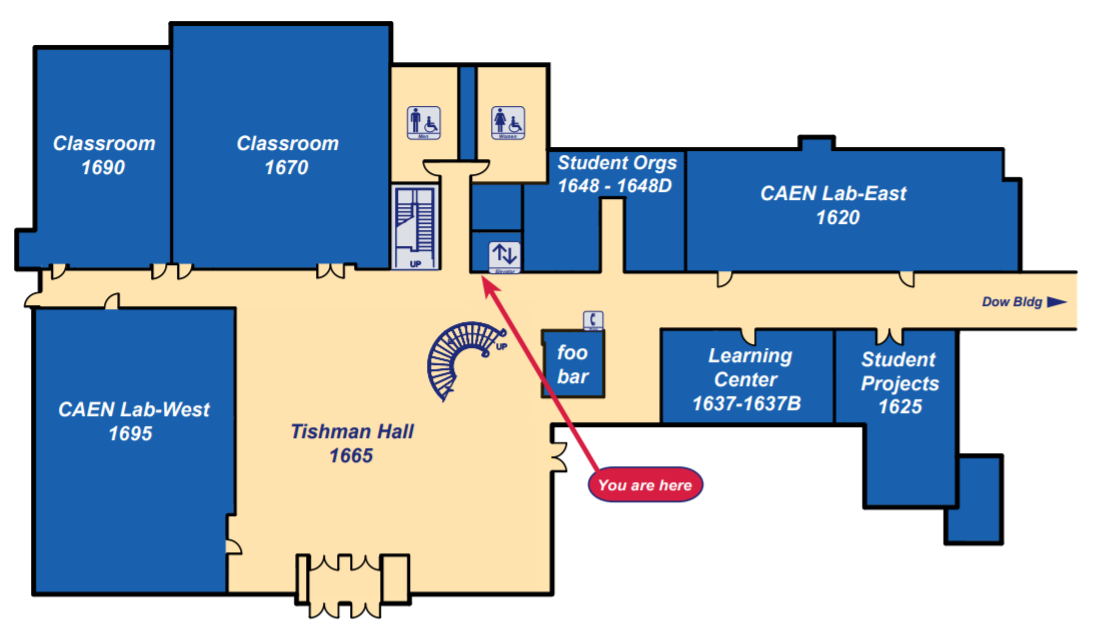 Classroom
1690
Classroom
1670
Men
Women
Student Orgs
1648 - 1648D
CAEN Lab-East
1620
UP
Elevator
Dow Bldg
UP
foo
bar
Learning
Center
1637-1637B
Student
Projects
1625
CAEN Lab-West
1695
Tishman Hall
1665
You are here